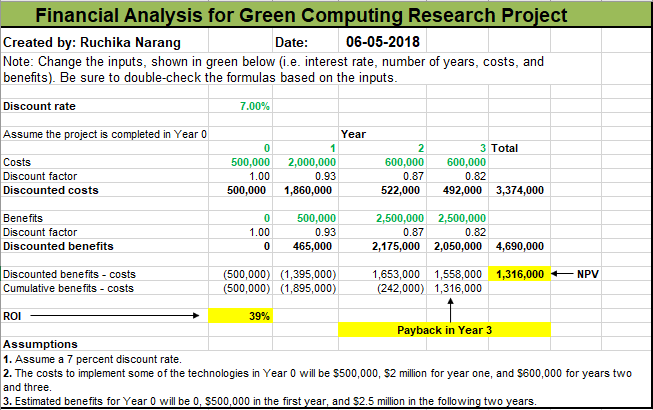 Financial Analysis for Green Computing Research Project
Created by: Ruchika Narang Date: 06-05-2018
Note: Change the inputs, shown in green below (i.e. interest rate, number of years, costs, and
benefits). Be sure to double-check the formulas based on the inputs.
Discount rate 7.00%
Assume the project is completed in Year 0 Year
0 1 2 3 Total
Costs 500,000 2,000,000 600,000 600,000
Discount factor 1.00 0.93 0.87 0.82
Discounted costs 500,000 1,860,000 522,000 492,000 3,374,000
Benefits 0 500,000 2,500,000 2,500,000
Discount factor 1.00 0.93 0.87 0.82
Discounted benefits 0 465,000 2,175,000 2,050,000 4,690,000
Discounted benefits - costs (500,000) (1,395,000) 1,653,000 1,558,000 1,316,000 NPV
Cumulative benefits - costs (500,000) (1,895,000) (242,000) 1,316,000
ROI 39%
Payback in Year 3
Assumptions
1. Assume a 7 percent discount rate.
2. The costs to implement some of the technologies in Year 0 will be $500,000, $2 million for year one, and $600,000 for years two
and three.
3. Estimated benefits for Year 0 will be 0, $500,000 in the first year, and $2.5 million in the following two years.